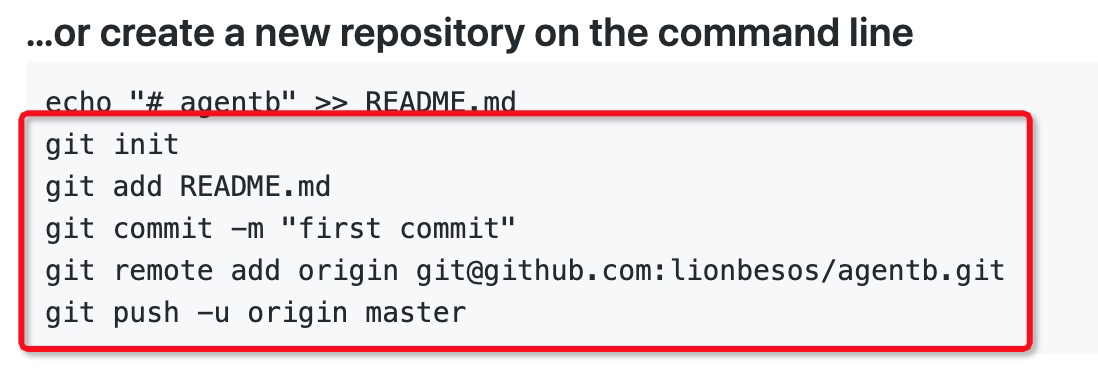 …or create a new repository on the command line
echo "# agentb" >> README.md
git init
git add README.md
git commit -m "first commit"
git remote add origin git@github.com:lionbesos/agentb.git
git push -u origin master